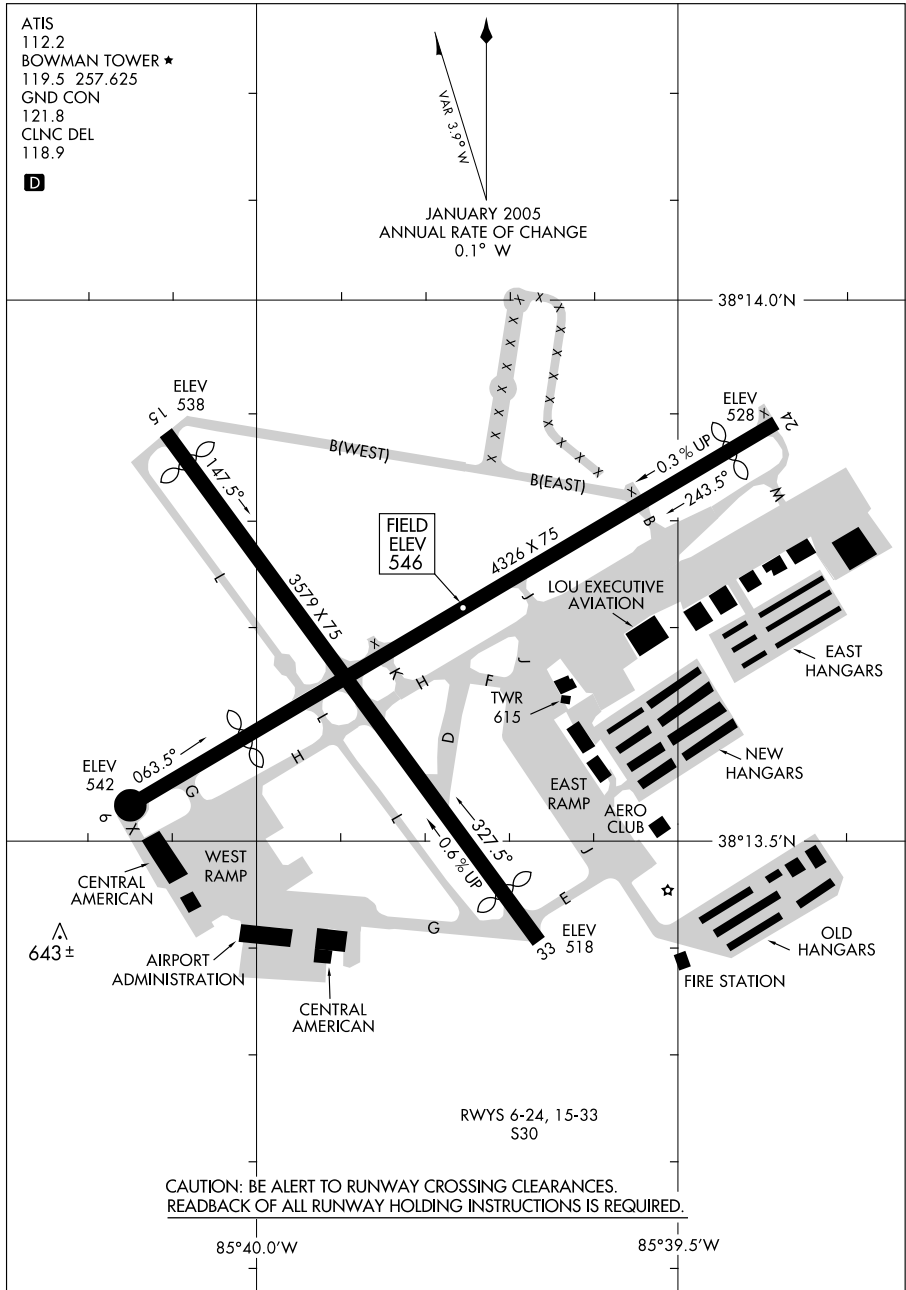 ATIS
112.2
BOWMAN TOWER ★
119.5 257.625
GND CON
121.8
CLNC DEL
118.9
D
VAR 3.9° W
JANUARY 2005
ANNUAL RATE OF CHANGE
0.1° W
38°14.0'N
ELEV
538
15
ELEV
528
24
X
B(WEST)
B(EAST)
X X X X X X X X X
X X X X X X X X X X
X
0.3 % UP
243.5°
147.5°
B
W
FIELD
ELEV
546
4326 X 75
3579 X 75
L
J
LOU EXECUTIVE
AVIATION
EAST
HANGARS
X
K
H
F
J
TWR
615
L
H
D
063.5°
ELEV
542
G
6
X
EAST
RAMP
NEW
HANGARS
AERO
CLUB
38°13.5'N
L
327.5°
0.6 % UP
J
WEST
RAMP
CENTRAL
AMERICAN
E
G
33
ELEV
518
643 ±
AIRPORT
ADMINISTRATION
CENTRAL
AMERICAN
OLD
HANGARS
FIRE STATION
RWYS 6-24, 15-33
S30
CAUTION: BE ALERT TO RUNWAY CROSSING CLEARANCES.
READBACK OF ALL RUNWAY HOLDING INSTRUCTIONS IS REQUIRED.
85°40.0'W
85°39.5'W